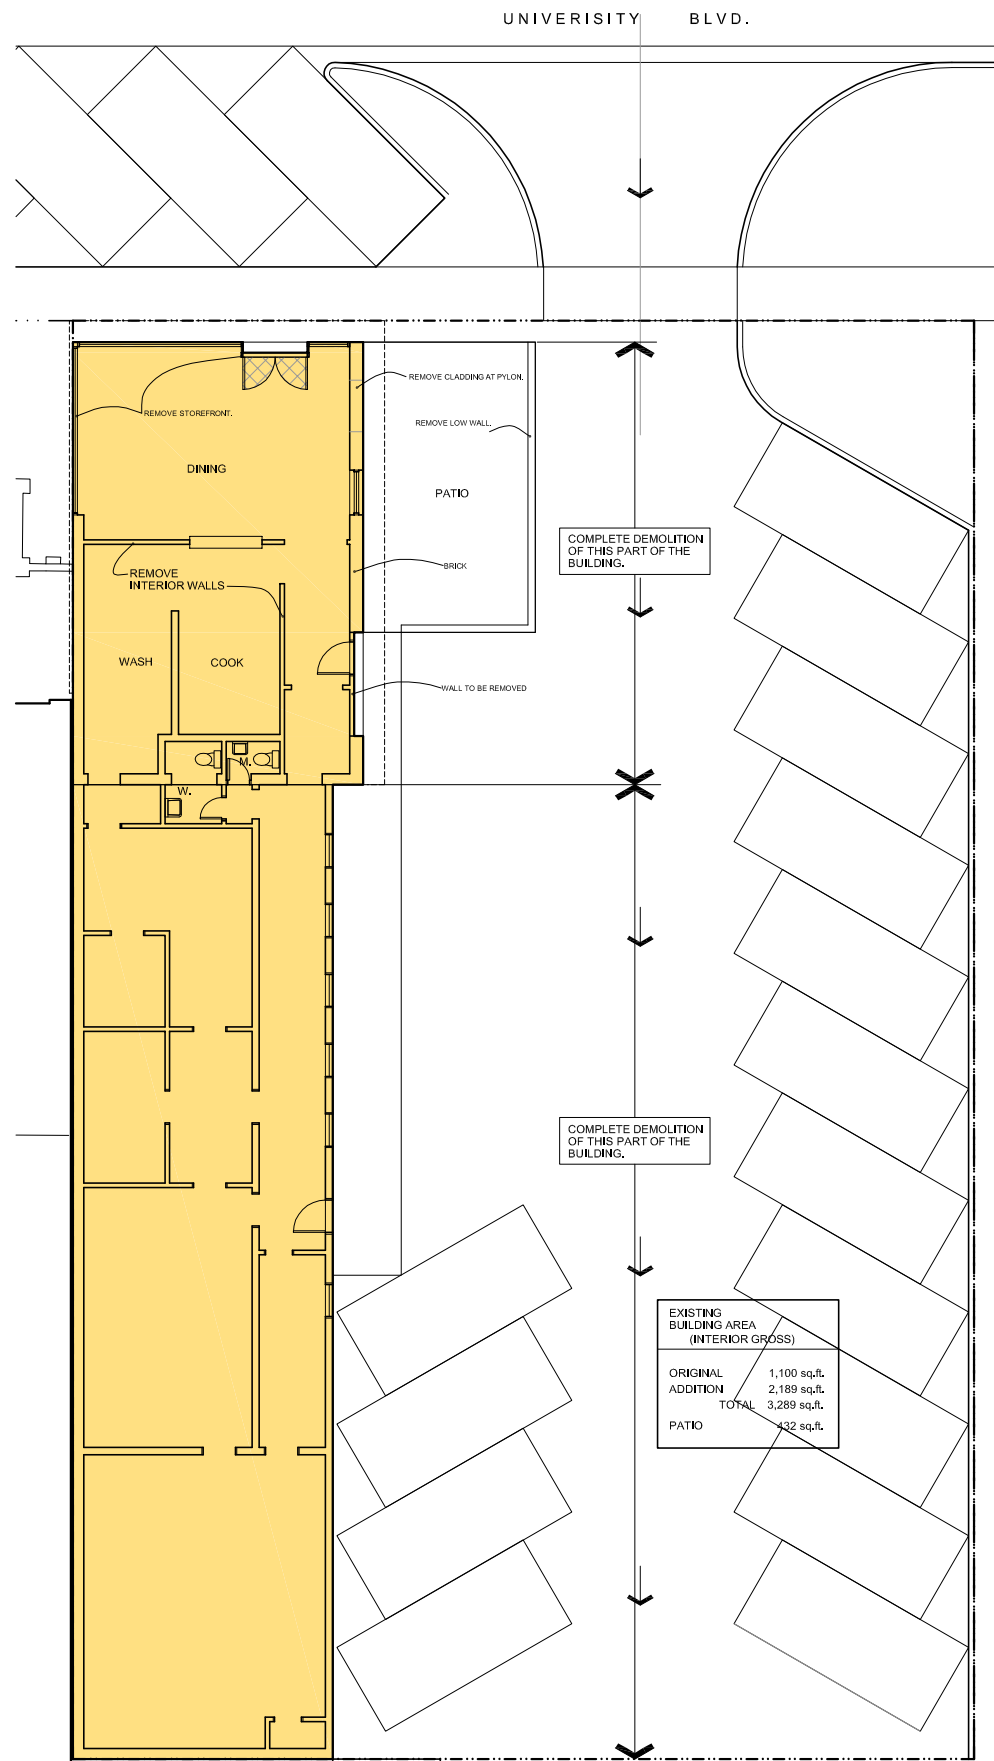 UNIVERISITY BLVD.
REMOVE CLADDING AT PYLON.
REMOVE STOREFRONT.
REMOVE LOW WALL.
DINING
PATIO
COMPLETE DEMOLITION
OF THIS PART OF THE
BUILDING.
BRICK
REMOVE
INTERIOR WALLS
WASH
COOK
WALL TO BE REMOVED
M.
W.
COMPLETE DEMOLITION
OF THIS PART OF THE
BUILDING.
EXISTING
BUILDING AREA
(INTERIOR GROSS)
ORIGINAL 1,100 sq.ft.
ADDITION 2,189 sq.ft.
TOTAL 3,289 sq.ft.
PATIO 432 sq.ft.